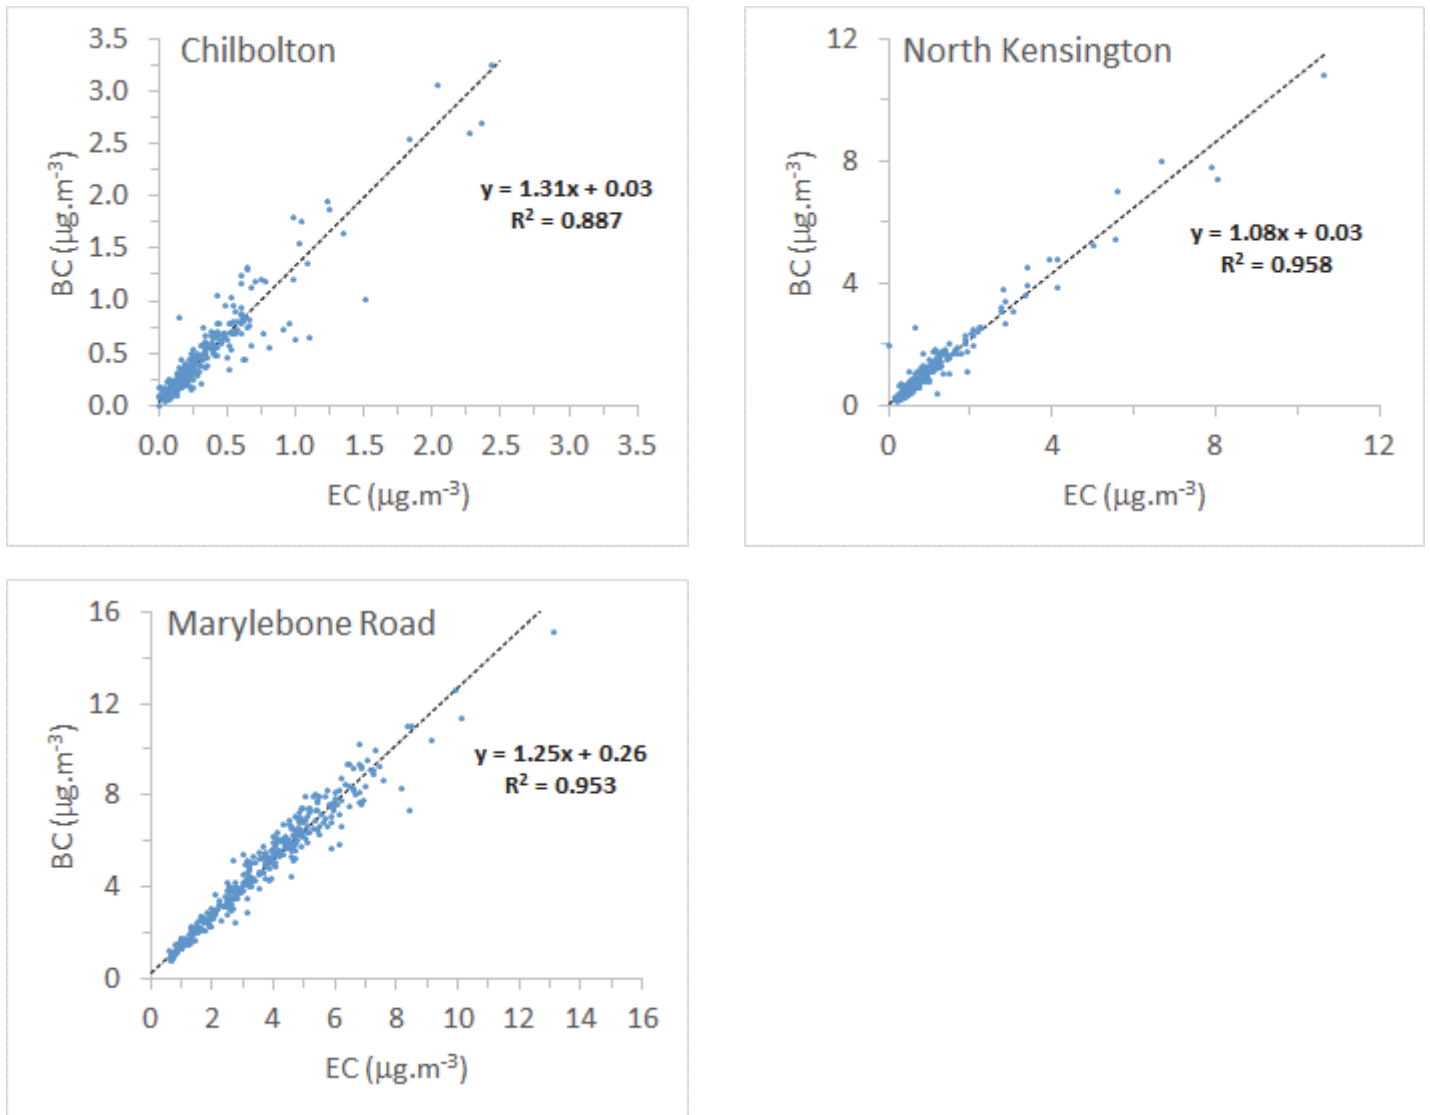 Chilbolton
3.5
3.0
2.5
2.0
1.5
1.0
0.5
0.0
BC (µg.m⁻³)
y = 1.31x + 0.03
R² = 0.887
0.0 0.5 1.0 1.5 2.0 2.5 3.0 3.5
EC (µg.m⁻³)
North Kensington
12
8
4
0
BC (µg.m⁻³)
y = 1.08x + 0.03
R² = 0.958
0 4 8 12
EC (µg.m⁻³)
Marylebone Road
16
12
8
4
0
BC (µg.m⁻³)
y = 1.25x + 0.26
R² = 0.953
0 2 4 6 8 10 12 14 16
EC (µg.m⁻³)